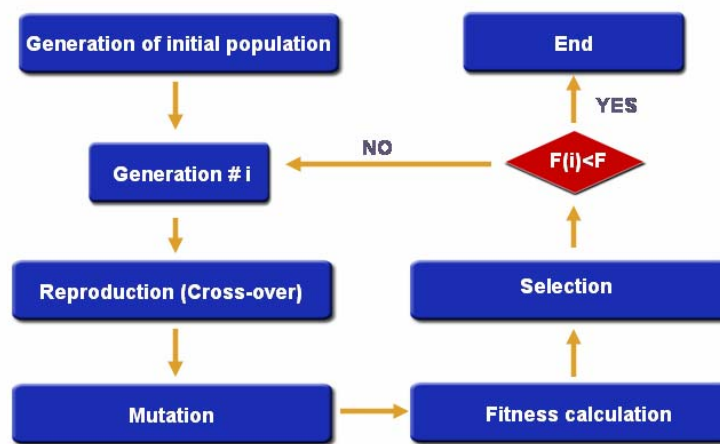 Generation of initial population
End
YES
NO
F(i)<F
Generation # i
Reproduction (Cross-over)
Selection
Mutation
Fitness calculation